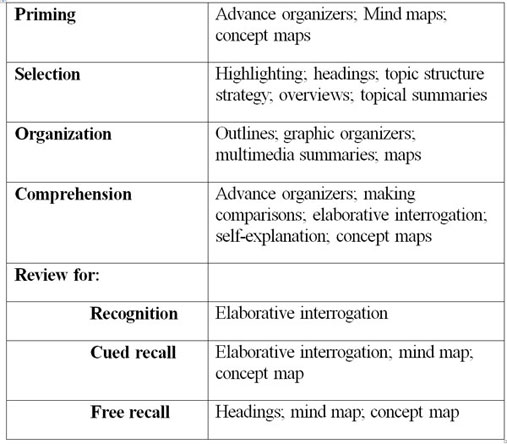 Priming
Advance organizers; Mind maps;
concept maps
Selection
Highlighting; headings; topic structure
strategy; overviews; topical summaries
Organization
Outlines; graphic organizers;
multimedia summaries; maps
Comprehension
Advance organizers; making
comparisons; elaborative interrogation;
self-explanation; concept maps
Review for:
Recognition
Elaborative interrogation
Cued recall
Elaborative interrogation; mind map;
concept map
Free recall
Headings; mind map; concept map